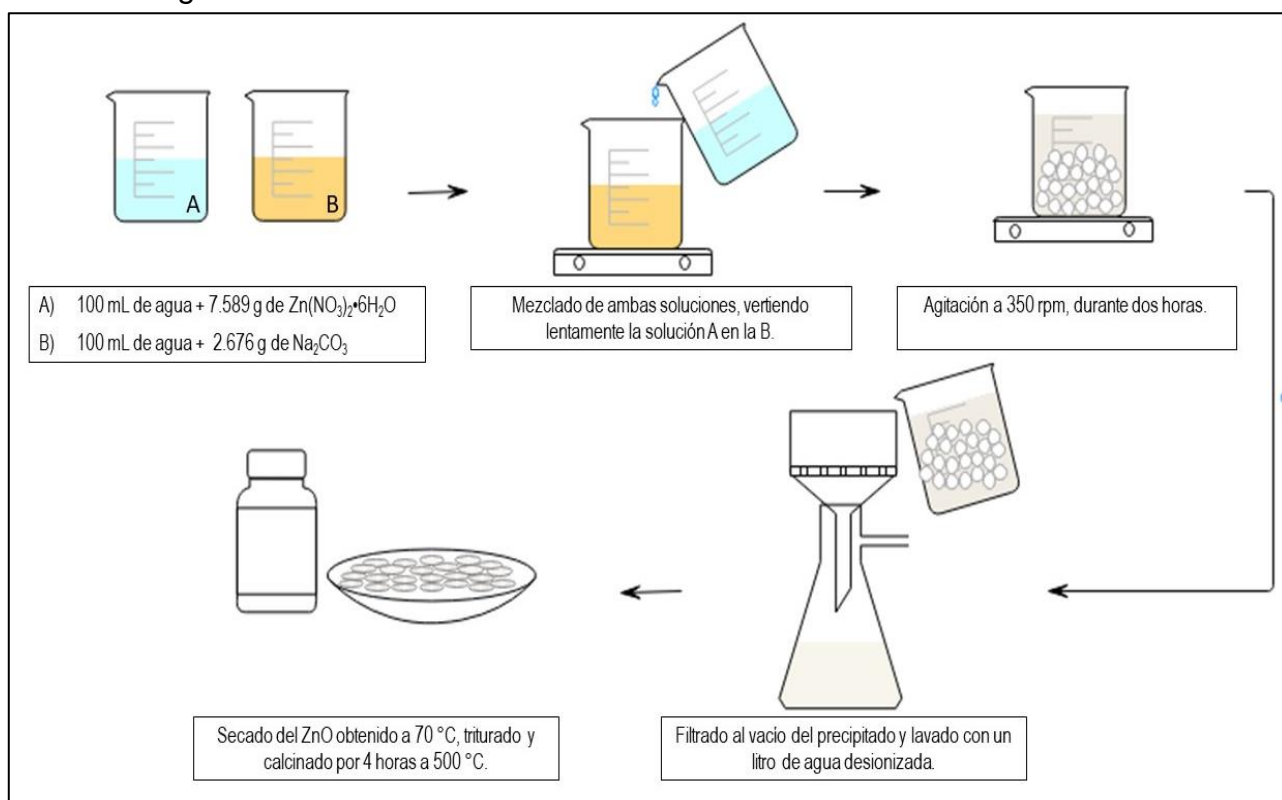 A
B
A) 100 mL de agua + 7.589 g de Zn(NO₃)₂•6H₂O
B) 100 mL de agua + 2.676 g de Na₂CO₃
Mezclado de ambas soluciones, vertiendo
lentamente la solución A en la B.
Agitación a 350 rpm, durante dos horas.
Secado del ZnO obtenido a 70 °C, triturado y
calcinado por 4 horas a 500 °C.
Filtrado al vacío del precipitado y lavado con un
litro de agua desionizada.